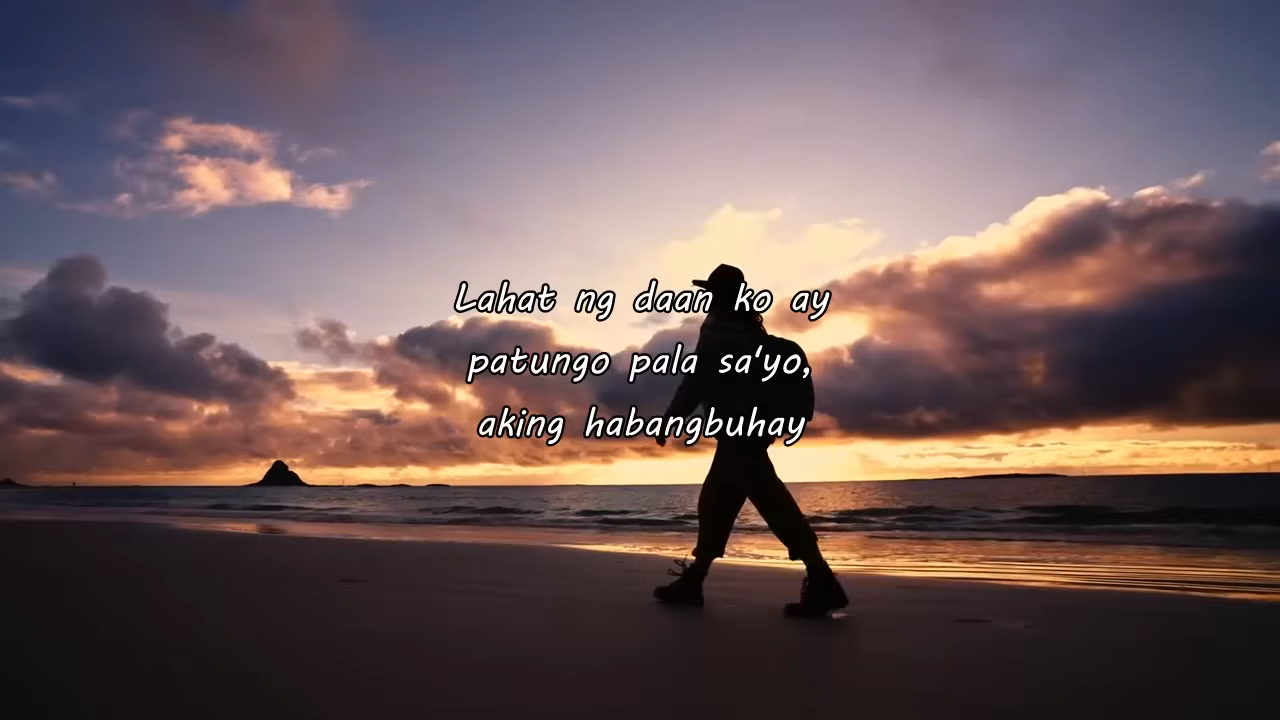 Lahat ng daan ko ay
patungo pala sa‘yo,
aking habangbuhay